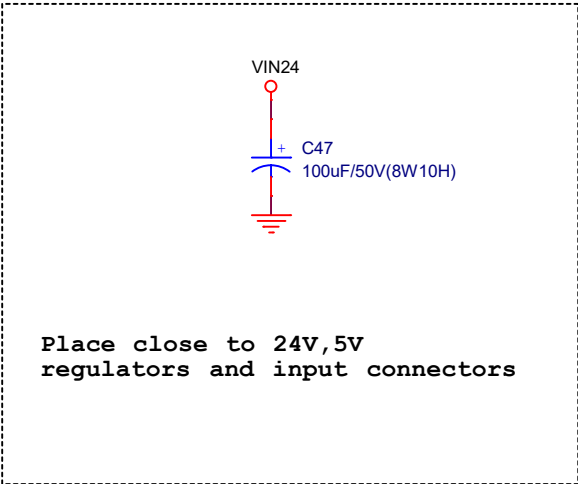 VIN24
+ C47
100uF/50V(8W10H)
Place close to 24V,5V
regulators and input connectors